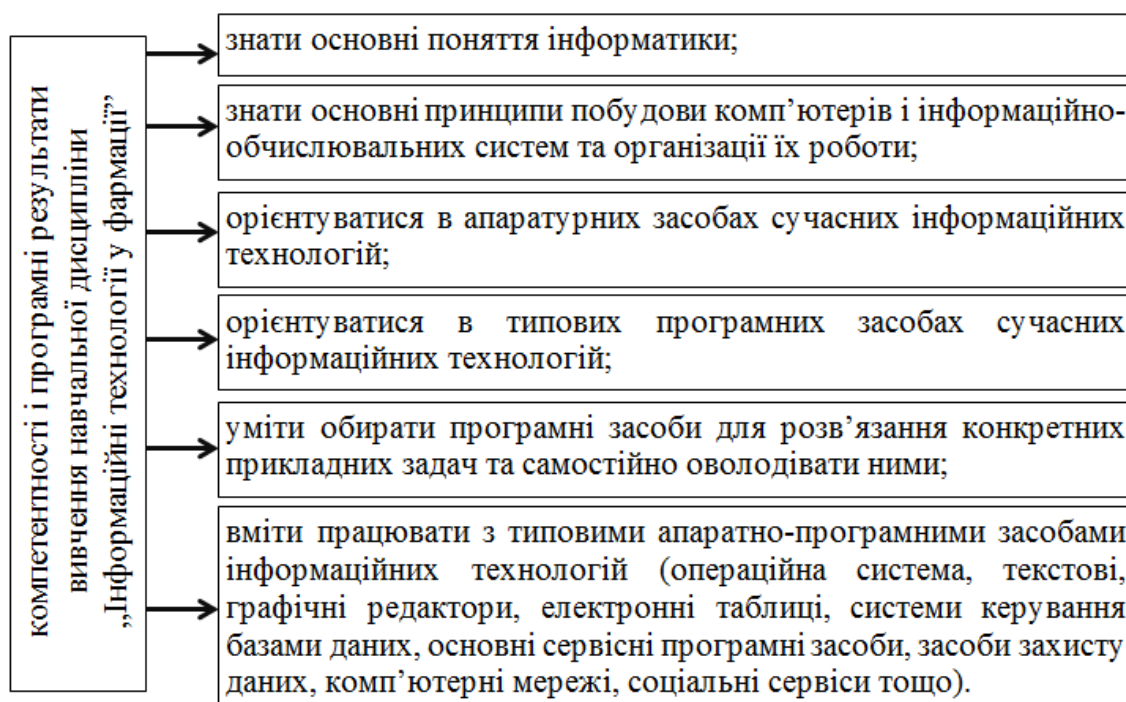 компетентності і програмні результати
вивчення навчальної дисципліни
„Інформаційні технології у фармації”
знати основні поняття інформатики;
знати основні принципи побудови комп’ютерів і інформаційно-
обчислювальних систем та організації їх роботи;
орієнтуватися в апаратурних засобах сучасних інформаційних
технологій;
орієнтуватися в типових програмних засобах сучасних
інформаційних технологій;
уміти обирати програмні засоби для розв’язання конкретних
прикладних задач та самостійно оволодівати ними;
вміти працювати з типовими апаратно-програмними засобами
інформаційних технологій (операційна система, текстові,
графічні редактори, електронні таблиці, системи керування
базами даних, основні сервісні програмні засоби, засоби захисту
даних, комп’ютерні мережі, соціальні сервіси тощо).